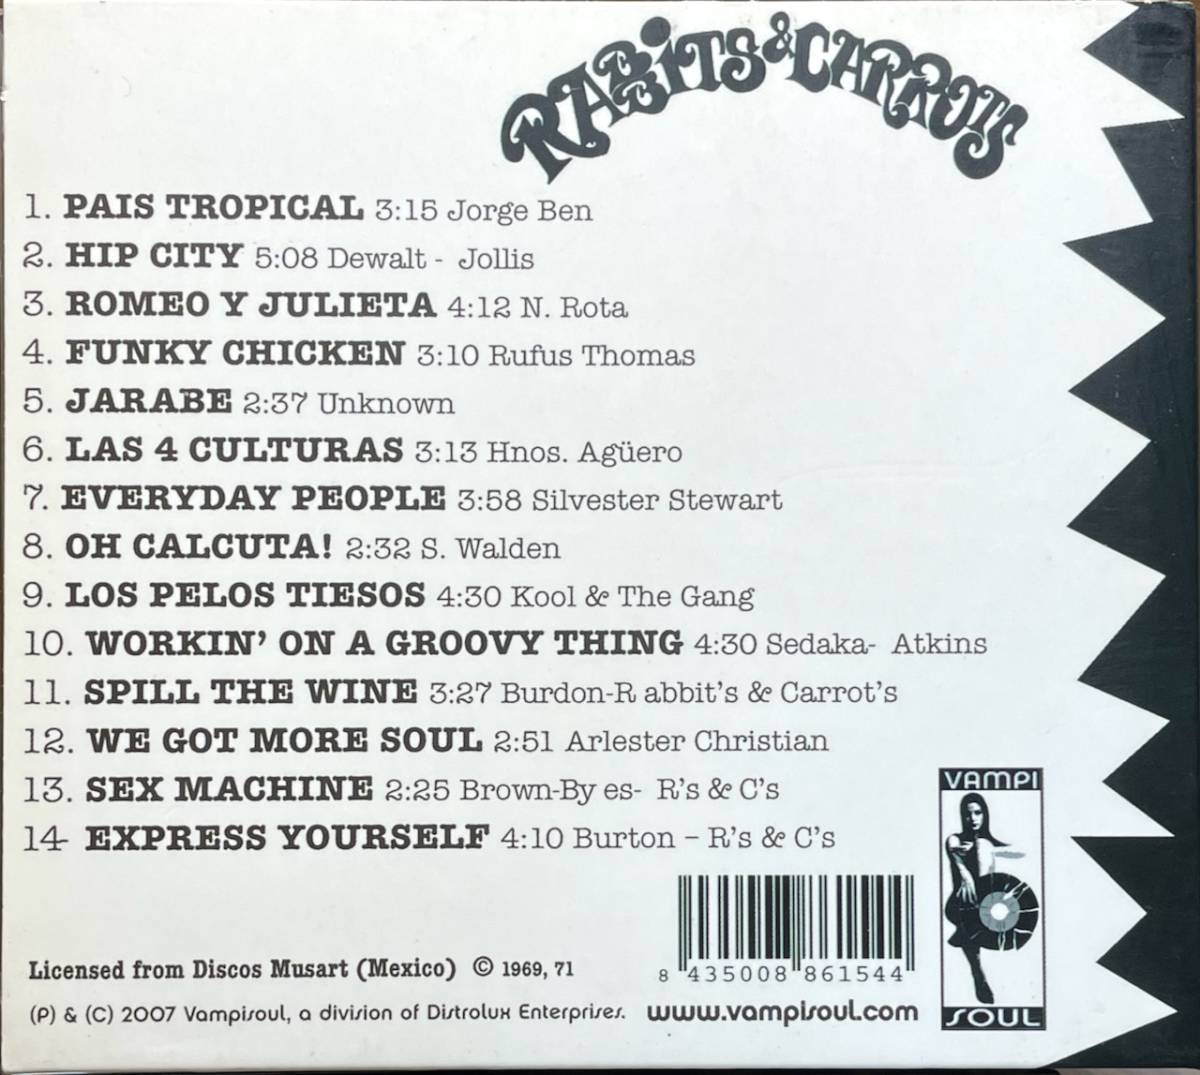 RABBITS & CARROTS
1. PAIS TROPICAL 3:15 Jorge Ben
2. HIP CITY 5:08 Dewalt - Jollis
3. ROMEO Y JULIETA 4:12 N. Rota
4. FUNKY CHICKEN 3:10 Rufus Thomas
5. JARABE 2:37 Unknown
6. LAS 4 CULTURAS 3:13 Hnos. Agüero
7. EVERYDAY PEOPLE 3:58 Silvester Stewart
8. OH CALCUTA! 2:32 S. Walden
9. LOS PELOS TIESOS 4:30 Kool & The Gang
10. WORKIN' ON A GROOVY THING 4:30 Sedaka- Atkins
11. SPILL THE WINE 3:27 Burdon-R abbit's & Carrot's
12. WE GOT MORE SOUL 2:51 Arlester Christian
13. SEX MACHINE 2:25 Brown-By es- R's & C's
14- EXPRESS YOURSELF 4:10 Burton – R's & C's
VAMPI
SOUL
8 435008 861544
Licensed from Discos Musart (Mexico) © 1969, 71
(P) & (C) 2007 Vampisoul, a division of Distrolux Enterprises. www.vampisoul.com